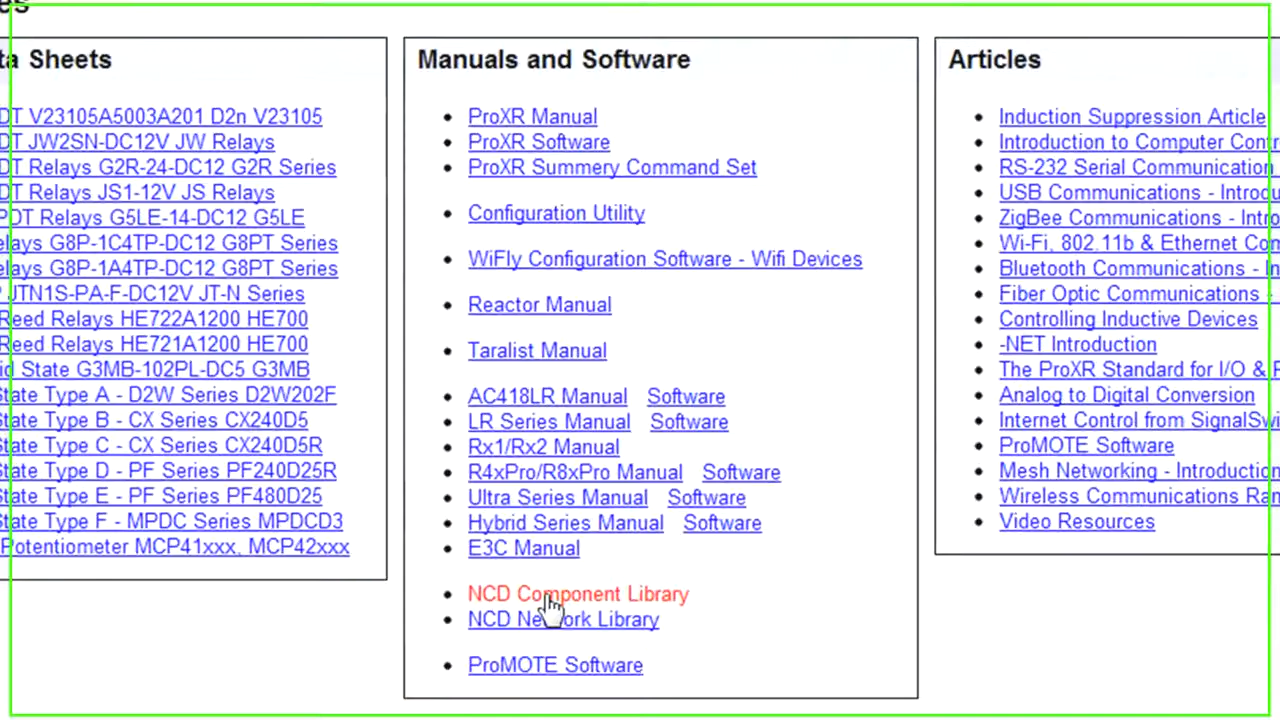 es
ta Sheets
DT V23105A5003A201 D2n V23105
DT JW2SN-DC12V JW Relays
DT Relays G2R-24-DC12 G2R Series
DT Relays JS1-12V JS Relays
PDT Relays G5LE-14-DC12 G5LE
elays G8P-1C4TP-DC12 G8PT Series
elays G8P-1A4TP-DC12 G8PT Series
P JTN1S-PA-F-DC12V JT-N Series
Reed Relays HE722A1200 HE700
Reed Relays HE721A1200 HE700
id State G3MB-102PL-DC5 G3MB
State Type A - D2W Series D2W202F
State Type B - CX Series CX240D5
State Type C - CX Series CX240D5R
State Type D - PF Series PF240D25R
State Type E - PF Series PF480D25
State Type F - MPDC Series MPDCD3
Potentiometer MCP41xxx, MCP42xxx
Manuals and Software
ProXR Manual
ProXR Software
ProXR Summery Command Set
Configuration Utility
WiFly Configuration Software - Wifi Devices
Reactor Manual
Taralist Manual
AC418LR Manual Software
LR Series Manual Software
Rx1/Rx2 Manual
R4xPro/R8xPro Manual Software
Ultra Series Manual Software
Hybrid Series Manual Software
E3C Manual
NCD Component Library
NCD Network Library
ProMOTE Software
Articles
Induction Suppression Article
Introduction to Computer Contr
RS-232 Serial Communication
USB Communications - Introdu
ZigBee Communications - Intro
Wi-Fi, 802.11b & Ethernet Com
Bluetooth Communications - In
Fiber Optic Communications -
Controlling Inductive Devices
-NET Introduction
The ProXR Standard for I/O & R
Analog to Digital Conversion
Internet Control from SignalSwi
ProMOTE Software
Mesh Networking - Introduction
Wireless Communications Ran
Video Resources